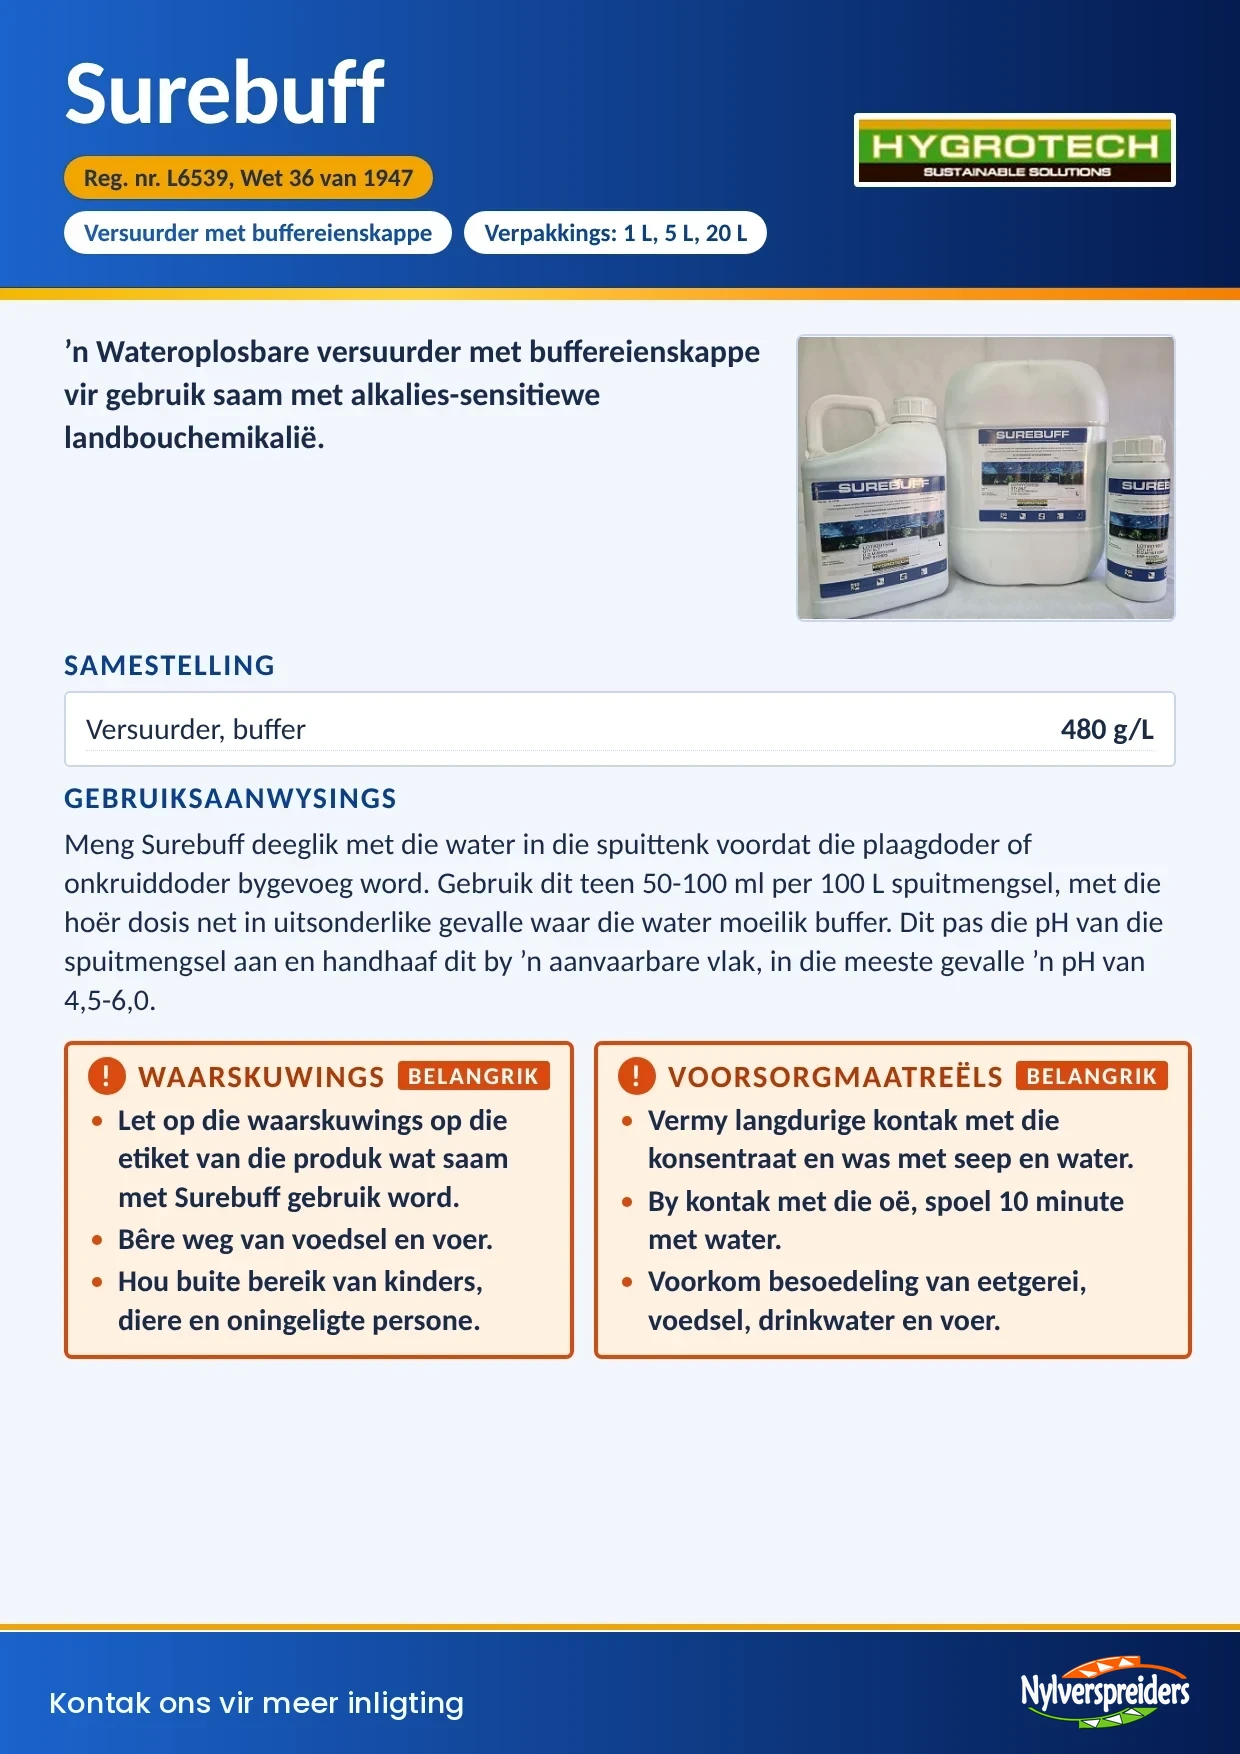 Surebuff
Reg. nr. L6539, Wet 36 van 1947
Versuurder met buffereienskappe
Verpakkings: 1 L, 5 L, 20 L
HYGROTECH
SUSTAINABLE SOLUTIONS
’n Wateroplosbare versuurder met buffereienskappe
vir gebruik saam met alkalies-sensitiewe
landbouchemikalië.
SUREBUFF
SUREBUFF
HYGROTECH
SAMESTELLING
Versuurder, buffer 480 g/L
GEBRUIKSAANWYSINGS
Meng Surebuff deeglik met die water in die spuittenk voordat die plaagdoder of
onkruiddoder bygevoeg word. Gebruik dit teen 50-100 ml per 100 L spuitmengsel, met die
hoër dosis net in uitsonderlike gevalle waar die water moeilik buffer. Dit pas die pH van die
spuitmengsel aan en handhaaf dit by ’n aanvaarbare vlak, in die meeste gevalle ’n pH van
4,5-6,0.
! WAARSKUWINGS BELANGRIK
• Let op die waarskuwings op die
etiket van die produk wat saam
met Surebuff gebruik word.
• Bêre weg van voedsel en voer.
• Hou buite bereik van kinders,
diere en oningeligte persone.
! VOORSORGMAATREËLS BELANGRIK
• Vermy langdurige kontak met die
konsentraat en was met seep en water.
• By kontak met die oë, spoel 10 minute
met water.
• Voorkom besoedeling van eetgerei,
voedsel, drinkwater en voer.
Kontak ons vir meer inligting
Nylverspreiders